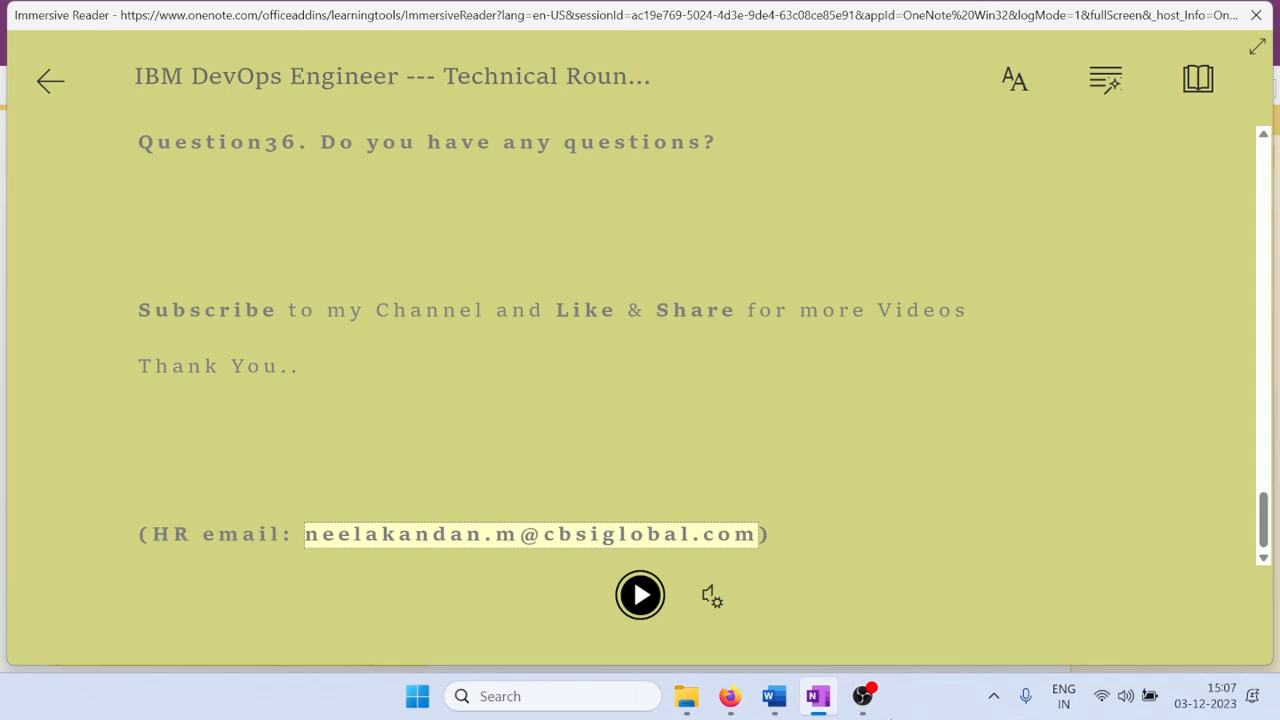 Immersive Reader - https://www.onenote.com/officeaddins/learningtools/ImmersiveReader?lang=en-US&sessionId=ac19e769-5024-4d3e-9de4-63c08ce85e91&appId=OneNote%20Win32&logMode=1&fullScreen&_host_Info=On...
IBM DevOps Engineer --- Technical Roun...
Question36. Do you have any questions?
Subscribe to my Channel and Like & Share for more Videos
Thank You..
(HR email: neelakandan.m@cbsiglobal.com)
Search
ENG
IN
15:07
03-12-2023